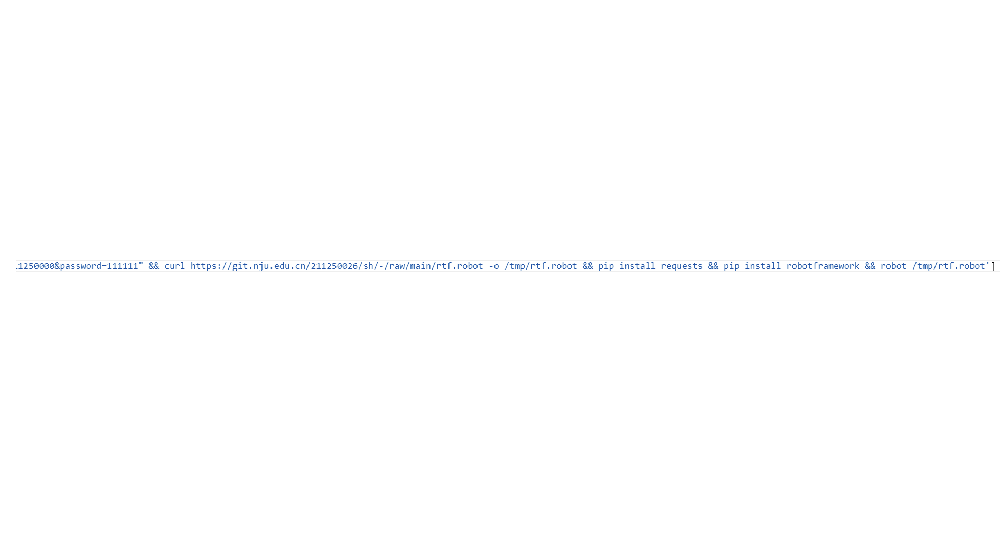 1250000&password=111111" && curl https://git.nju.edu.cn/211250026/sh/-/raw/main/rtf.robot -o /tmp/rtf.robot && pip install requests && pip install robotframework && robot /tmp/rtf.robot']